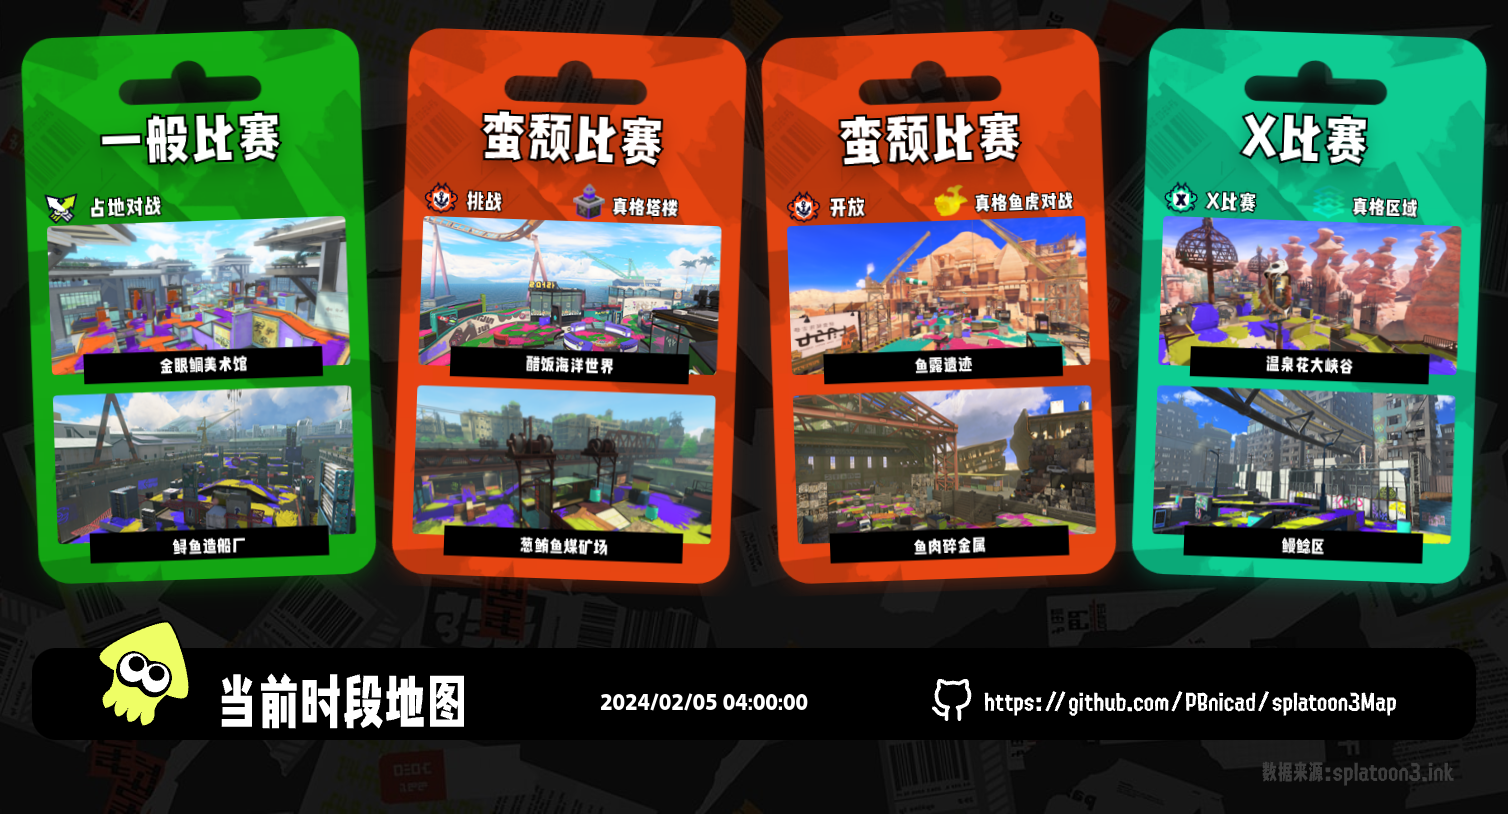 一般比赛
占地对战
金眼鲷美术馆
鲟鱼造船厂
蛮颓比赛
挑战
真格塔楼
醋饭海洋世界
葱鲔鱼煤矿场
蛮颓比赛
开放
真格鱼虎对战
鱼露遗迹
鱼肉碎金属
X比赛
X比赛
真格区域
温泉花大峡谷
鳗鲶区
当前时段地图
2024/02/05 04:00:00
https://github.com/PBnicad/splatoon3Map
数据来源:splatoon3.ink